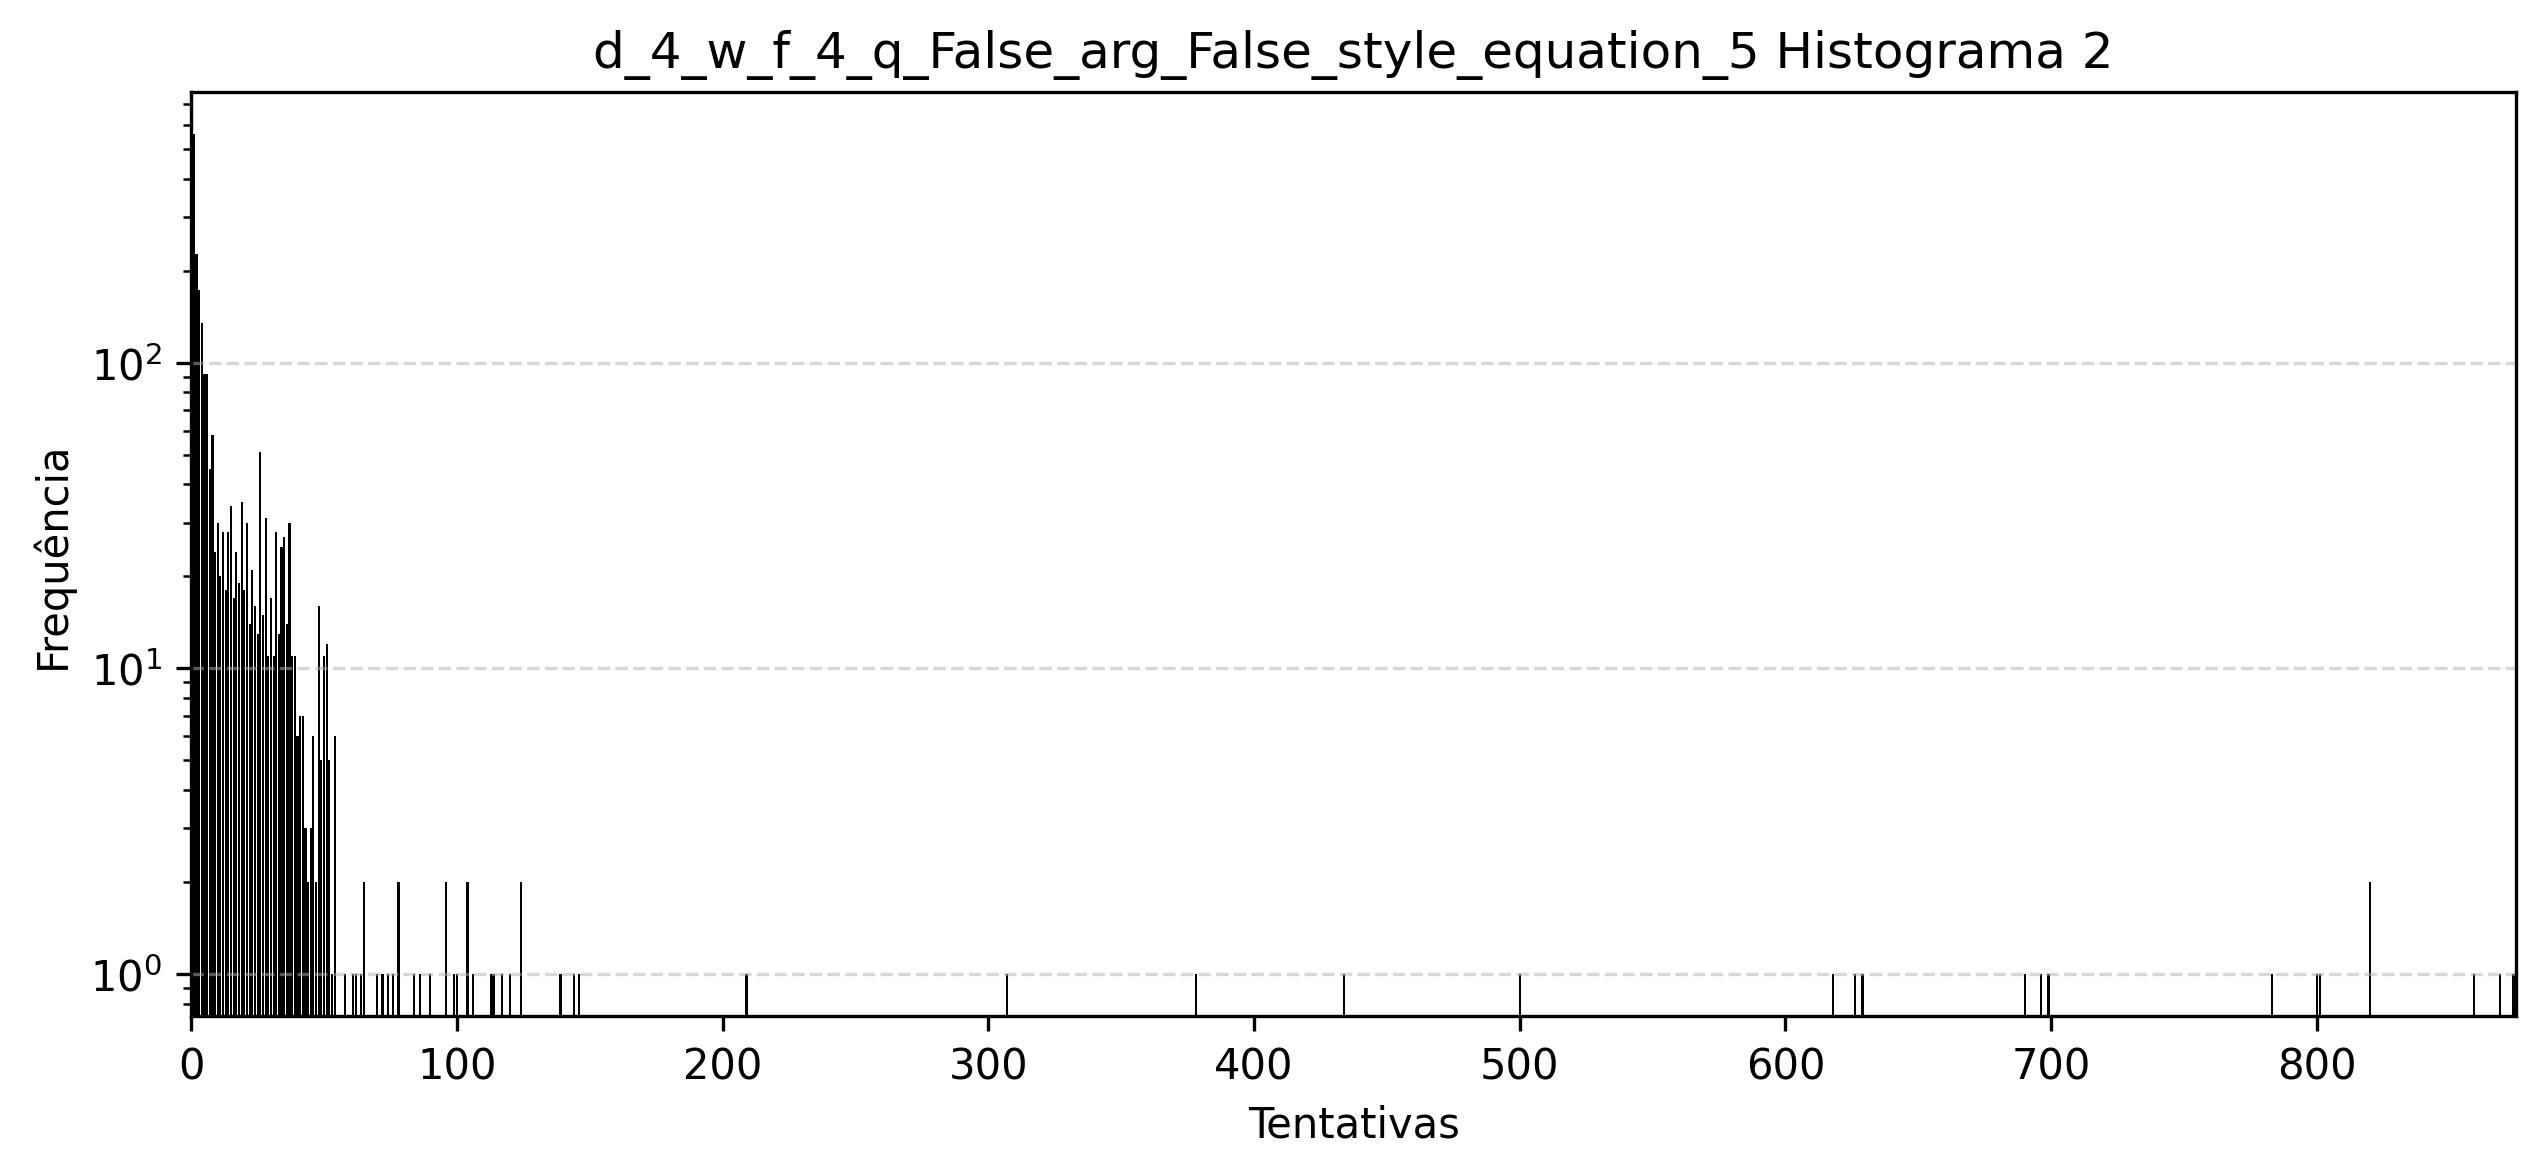 d_4_w_f_4_q_False_arg_False_style_equation_5 Histograma 2
Frequência
10²
10¹
10⁰
0 100 200 300 400 500 600 700 800
Tentativas